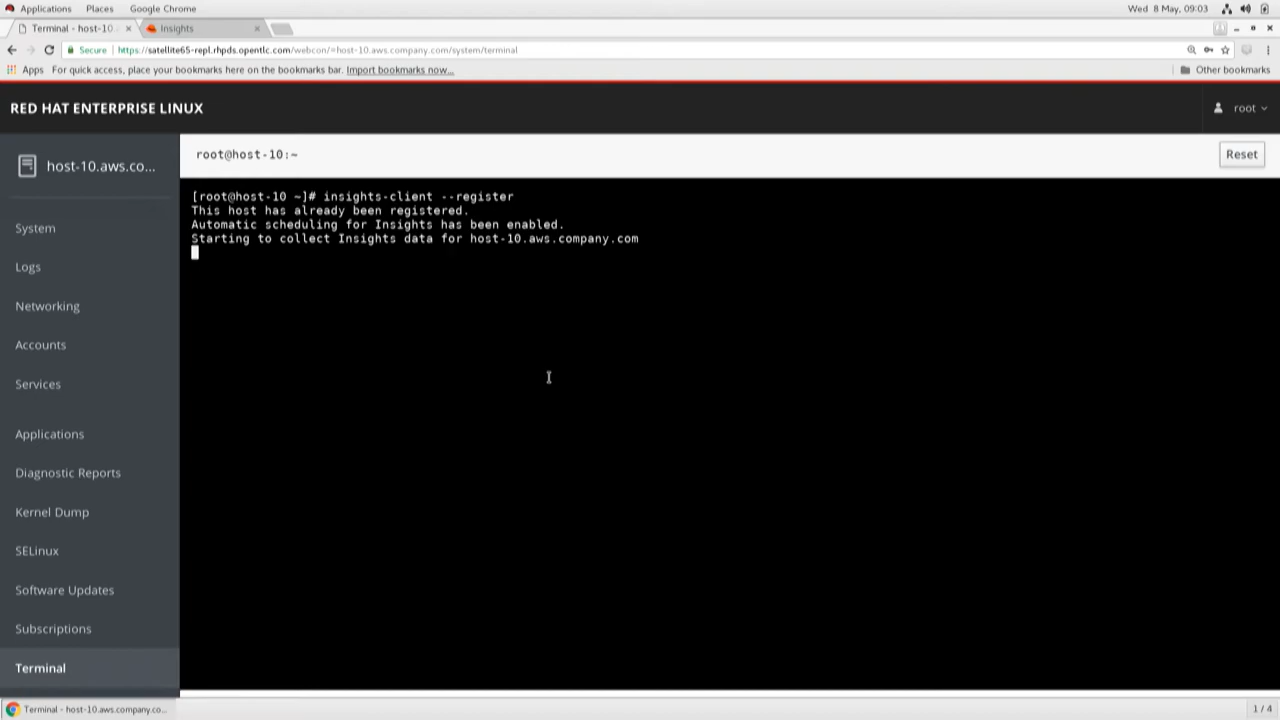 Applications Places Google Chrome Wed 8 May, 09:03
Terminal - host-10. Insights
Secure https://satellite65-repl.rhpds.opentlc.com/webcon/=host-10.aws.company.com/system/terminal
Apps For quick access, place your bookmarks here on the bookmarks bar. Import bookmarks now... Other bookmarks
RED HAT ENTERPRISE LINUX root
host-10.aws.co... root@host-10:~ Reset
System
Logs
Networking
Accounts
Services
Applications
Diagnostic Reports
Kernel Dump
SELinux
Software Updates
Subscriptions
Terminal
[root@host-10 ~]# insights-client --register
This host has already been registered.
Automatic scheduling for Insights has been enabled.
Starting to collect Insights data for host-10.aws.company.com
Terminal - host-10.aws.company.co... 1 / 4